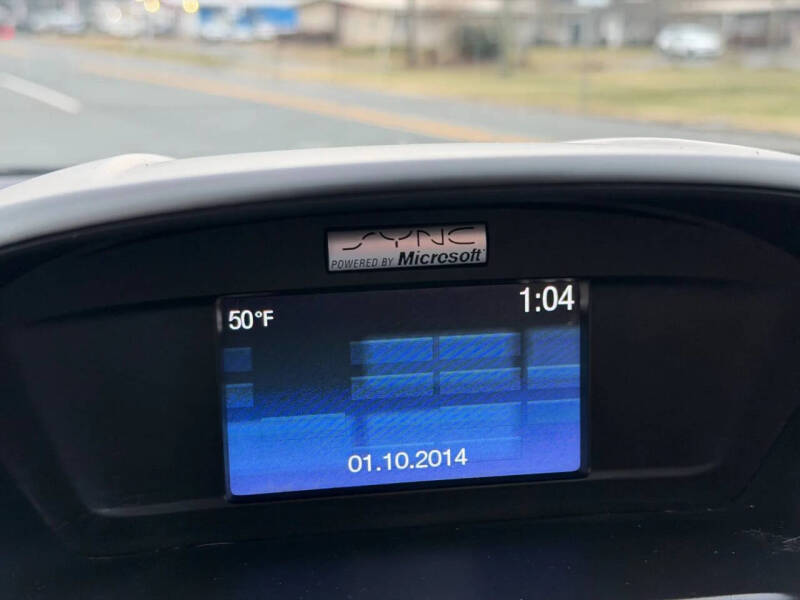 SYNC
POWERED BY Microsoft
50°F
1:04
01.10.2014